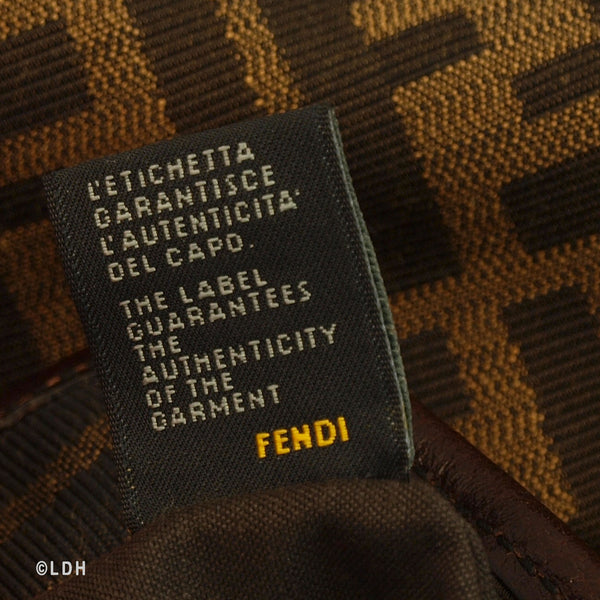 L'ETICHETTA
GARANTISCE
L'AUTENTICITA'
DEL CAPO.
THE LABEL
GUARANTEES
THE
AUTHENTICITY
OF THE
GARMENT
FENDI
©LDH